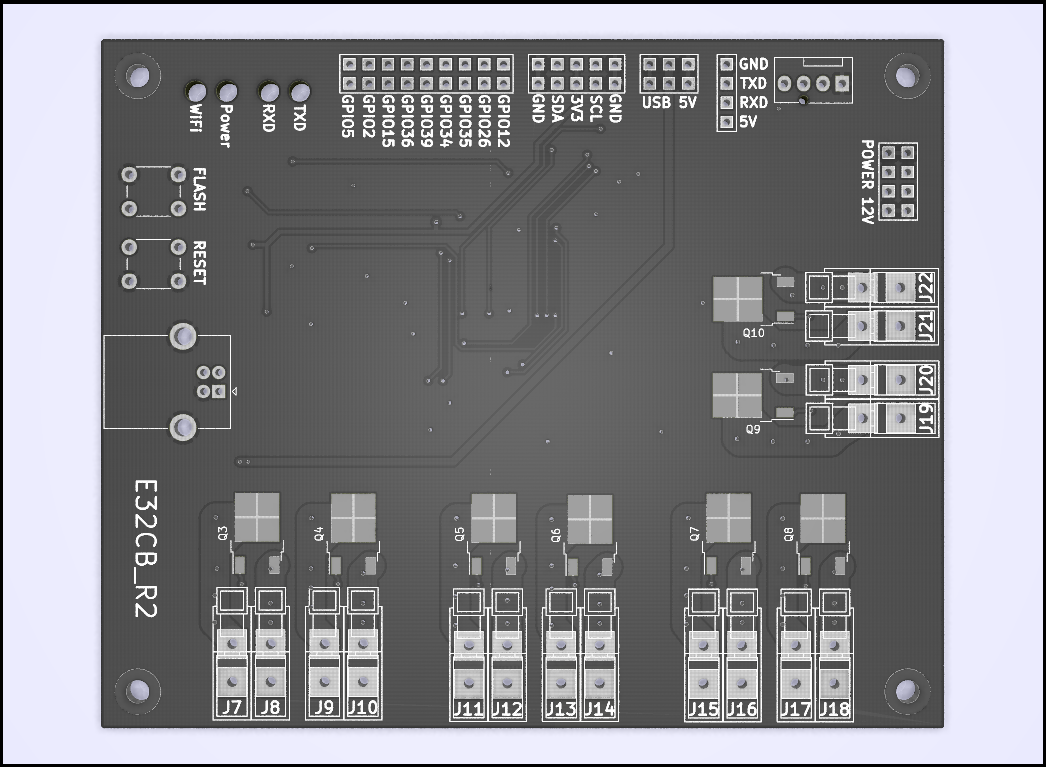 WiFi
Power
RXD
TXD
GPIO5
GPIO2
GPIO15
GPIO36
GPIO39
GPIO34
GPIO35
GPIO26
GPIO12
GND
SDA
3V3
SCL
GND
USB 5V
GND
TXD
RXD
5V
POWER 12V
FLASH
RESET
J22
Q10
J21
J20
Q9
J19
E32CB_R2
Q3
Q4
Q5
Q6
Q7
Q8
J7
J8
J9
J10
J11
J12
J13
J14
J15
J16
J17
J18